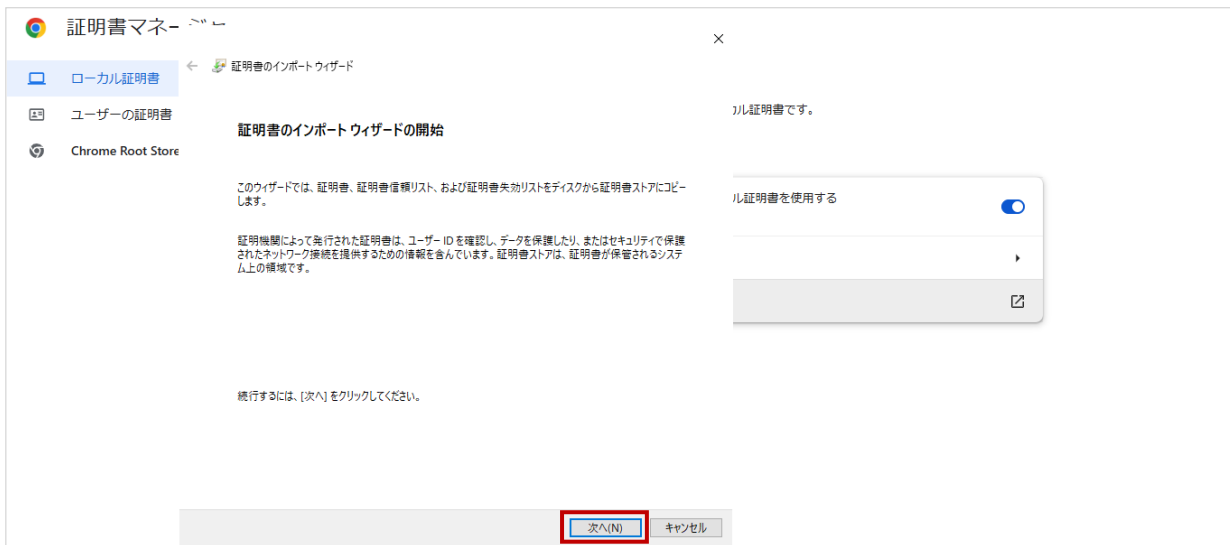 証明書マネー
ローカル証明書
ユーザーの証明書
Chrome Root Store
証明書のインポート ウィザード
証明書のインポート ウィザードの開始
このウィザードでは、証明書、証明書信頼リスト、および証明書失効リストをディスクから証明書ストアにコピー
します。
証明機関によって発行された証明書は、ユーザー ID を確認し、データを保護したり、またはセキュリティで保護
されたネットワーク接続を提供するための情報を含んでいます。証明書ストアは、証明書が保管されるシステ
ム上の領域です。
続行するには、[次へ] をクリックしてください。
次へ(N)
キャンセル
カル証明書です。
ル証明書を使用する